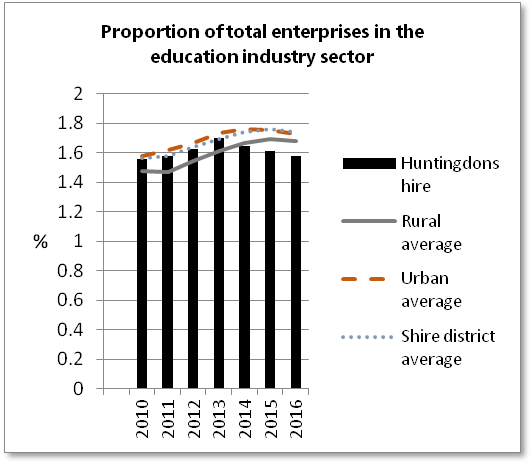 Proportion of total enterprises in the
education industry sector
2
1.8
1.6
1.4
1.2
1
0.8
0.6
0.4
0.2
0
%
2010
2011
2012
2013
2014
2015
2016
Huntingdons
hire
Rural
average
Urban
average
Shire district
average